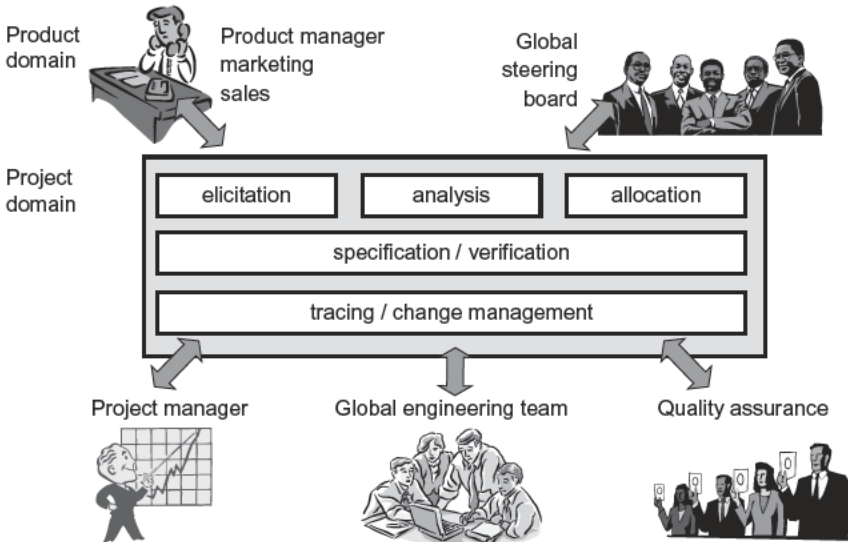 Product
domain
Product manager
marketing
sales
Global
steering
board
Project
domain
elicitation
analysis
allocation
specification / verification
tracing / change management
Project manager
Global engineering team
Quality assurance